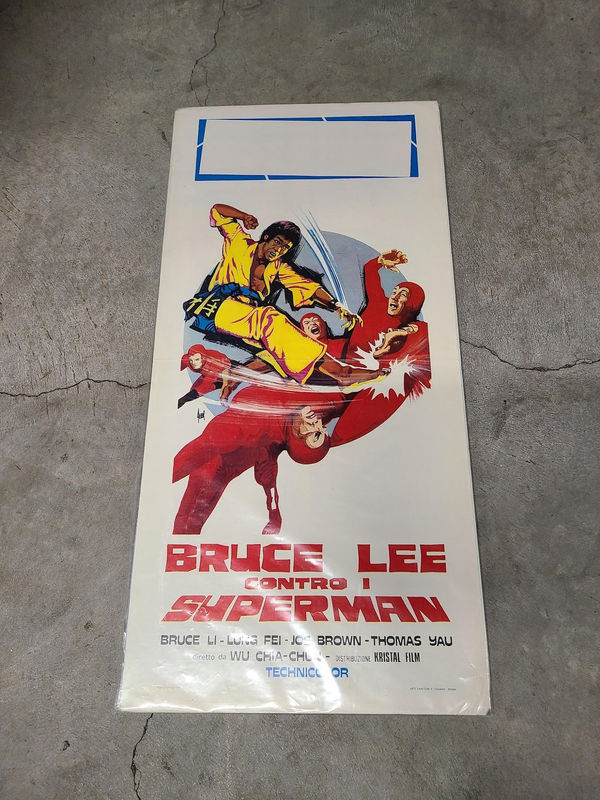 BRUCE LEE
CONTRO I
SUPERMAN
BRUCE LI - LUNG FEI - JOE BROWN - THOMAS YAU
diretto da WU CHIA-CHUN - DISTRIBUZIONE KRISTAL FILM
TECHNICOLOR